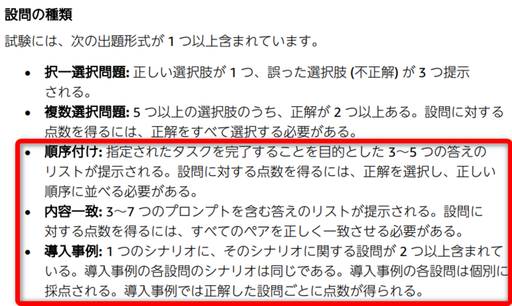 設問の種類
試験には、次の出題形式が 1 つ以上含まれています。
• 択一選択問題: 正しい選択肢が 1 つ、誤った選択肢 (不正解) が 3 つ提示
される。
• 複数選択問題: 5 つ以上の選択肢のうち、正解が 2 つ以上ある。設問に対する
点数を得るには、正解をすべて選択する必要がある。
• 順序付け: 指定されたタスクを完了することを目的とした 3～5 つの答えの
リストが提示される。設問に対する点数を得るには、正解を選択し、正しい
順序に並べる必要がある。
• 内容一致: 3～7 つのプロンプトを含む答えのリストが提示される。設問に
対する点数を得るには、すべてのペアを正しく一致させる必要がある。
• 導入事例: 1 つのシナリオに、そのシナリオに関する設問が 2 つ以上含まれて
いる。導入事例の各設問のシナリオは同じである。導入事例の各設問は個別に
採点される。導入事例では正解した設問ごとに点数が得られる。